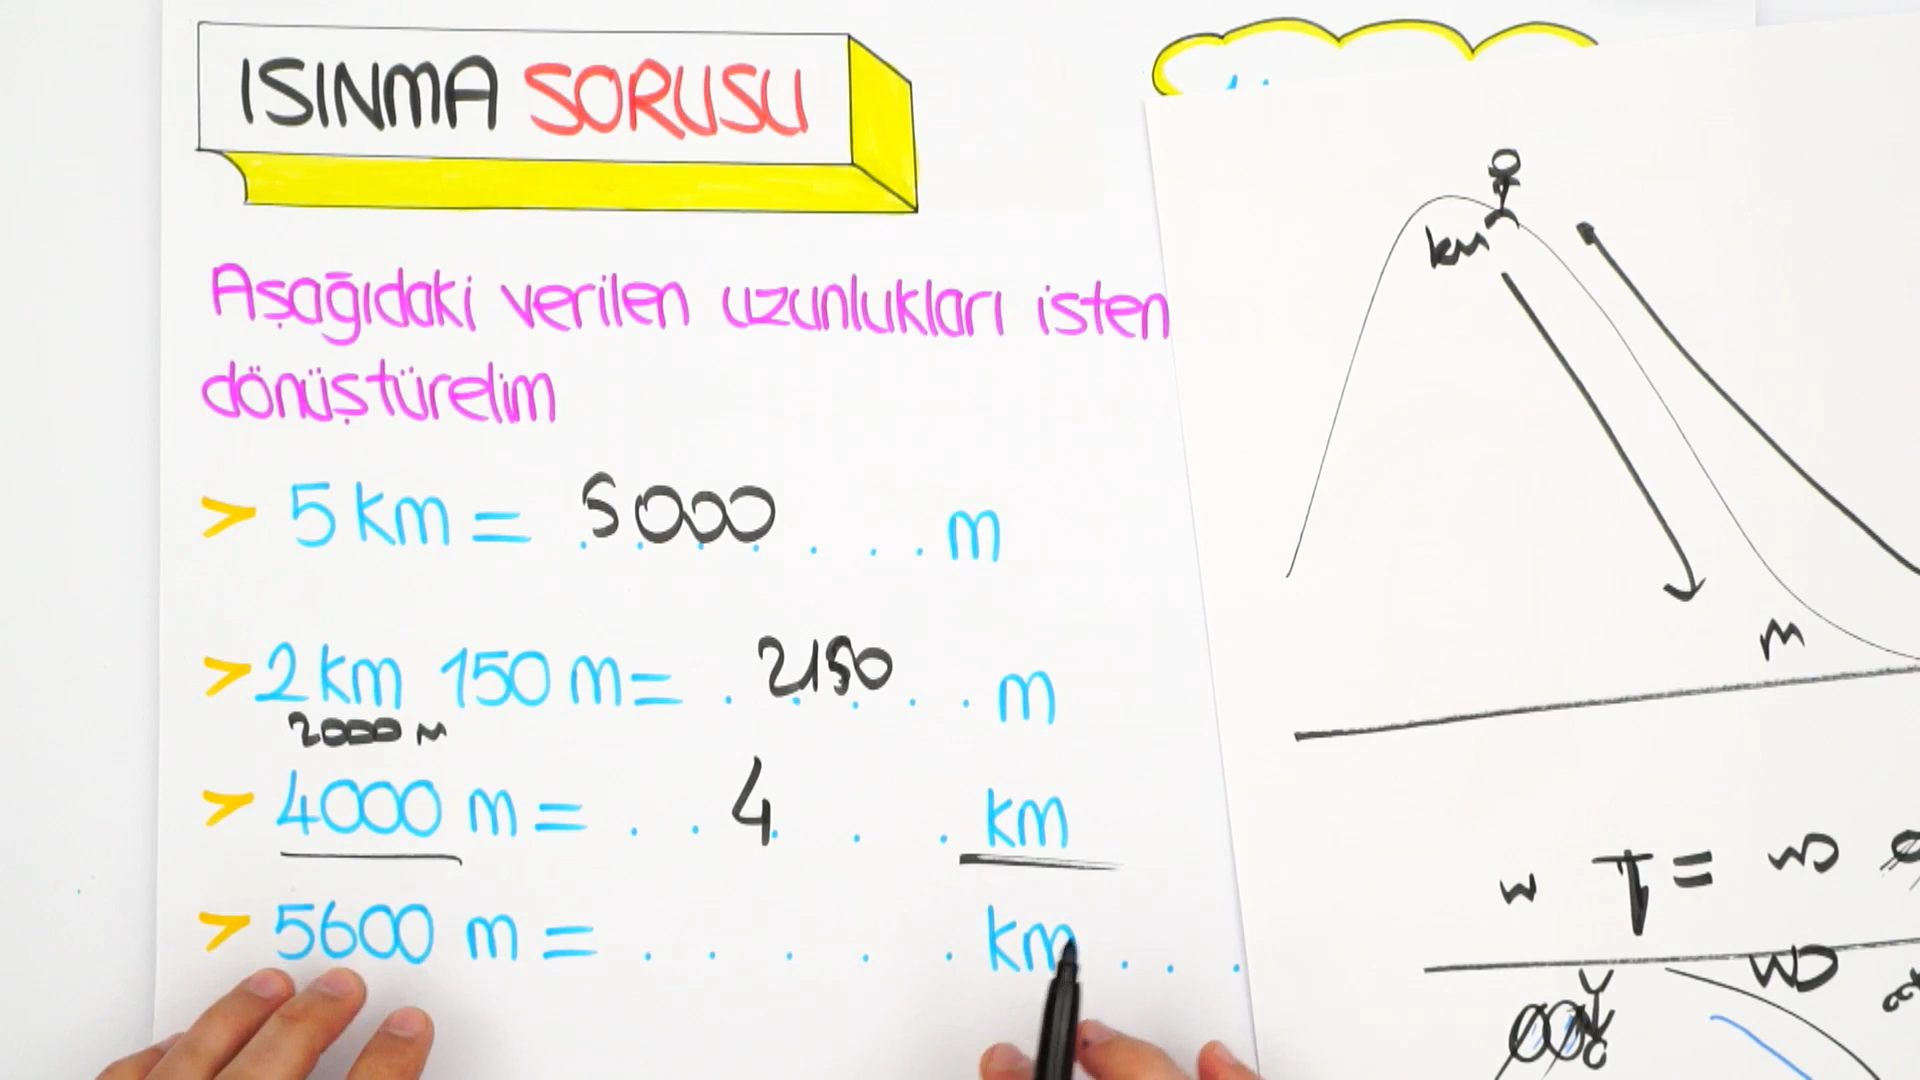 ISINMA SORUSU
Aşağıdaki verilen uzunlukları isten
dönüştürelim
> 5 km = 5000 . . . m
> 2 km 150 m = . 2150 . . m
2000 m
> 4000 m = . . 4 . . km
> 5600 m = . . . . . km . . .
km
m